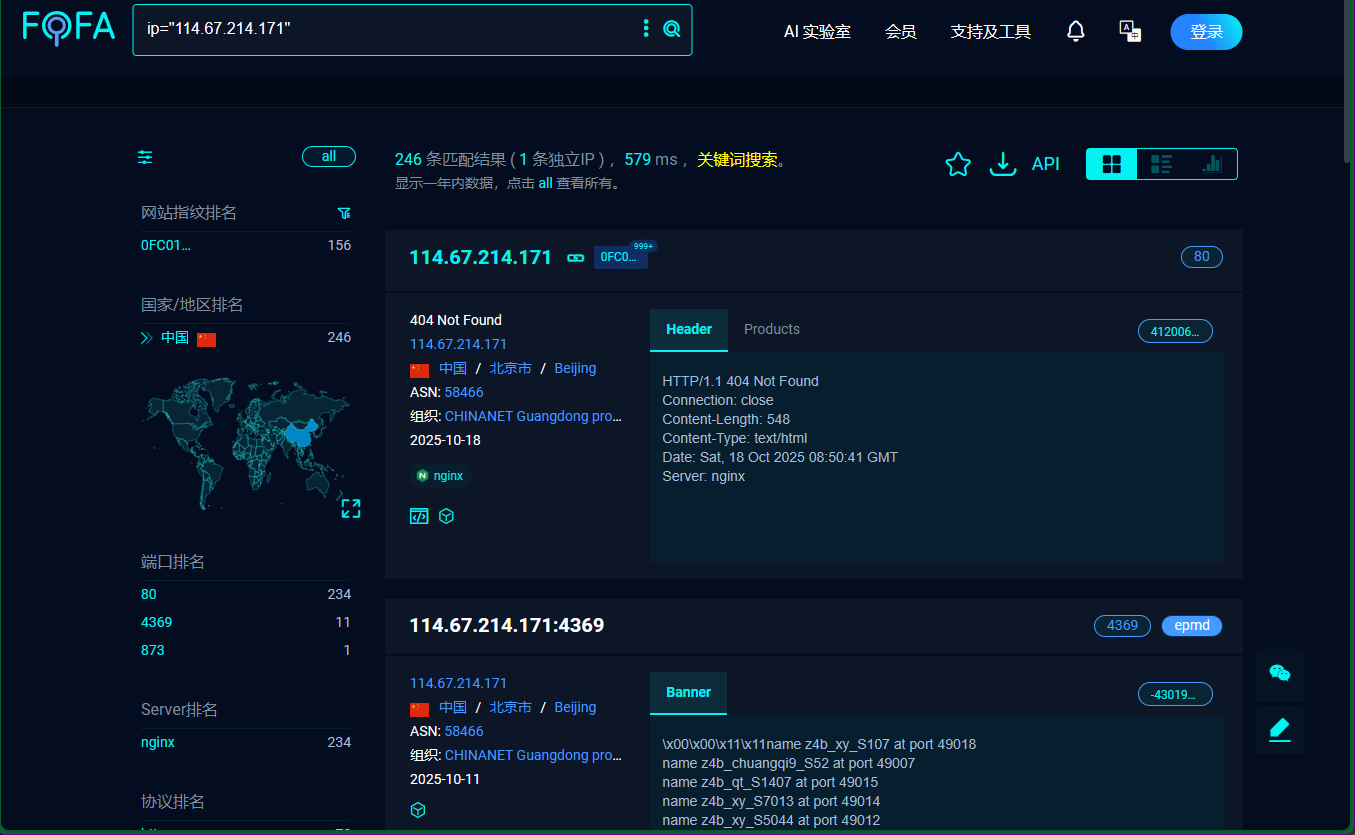 FOFA
ip="114.67.214.171"
AI 实验室
会员
支持及工具
登录
all
246 条匹配结果 ( 1 条独立IP ) ，579 ms ，关键词搜索。
显示一年内数据，点击 all 查看所有。
API
网站指纹排名
0FC01... 156
国家/地区排名
中国 246
端口排名
80 234
4369 11
873 1
Server排名
nginx 234
协议排名
114.67.214.171
0FC0...
999+
80
404 Not Found
114.67.214.171
中国 / 北京市 / Beijing
ASN: 58466
组织: CHINANET Guangdong pro...
2025-10-18
nginx
Header
Products
412006...
HTTP/1.1 404 Not Found
Connection: close
Content-Length: 548
Content-Type: text/html
Date: Sat, 18 Oct 2025 08:50:41 GMT
Server: nginx
114.67.214.171:4369
4369
epmd
114.67.214.171
中国 / 北京市 / Beijing
ASN: 58466
组织: CHINANET Guangdong pro...
2025-10-11
Banner
-43019...
\x00\x00\x11\x11name z4b_xy_S107 at port 49018
name z4b_chuangqi9_S52 at port 49007
name z4b_qt_S1407 at port 49015
name z4b_xy_S7013 at port 49014
name z4b_xy_S5044 at port 49012